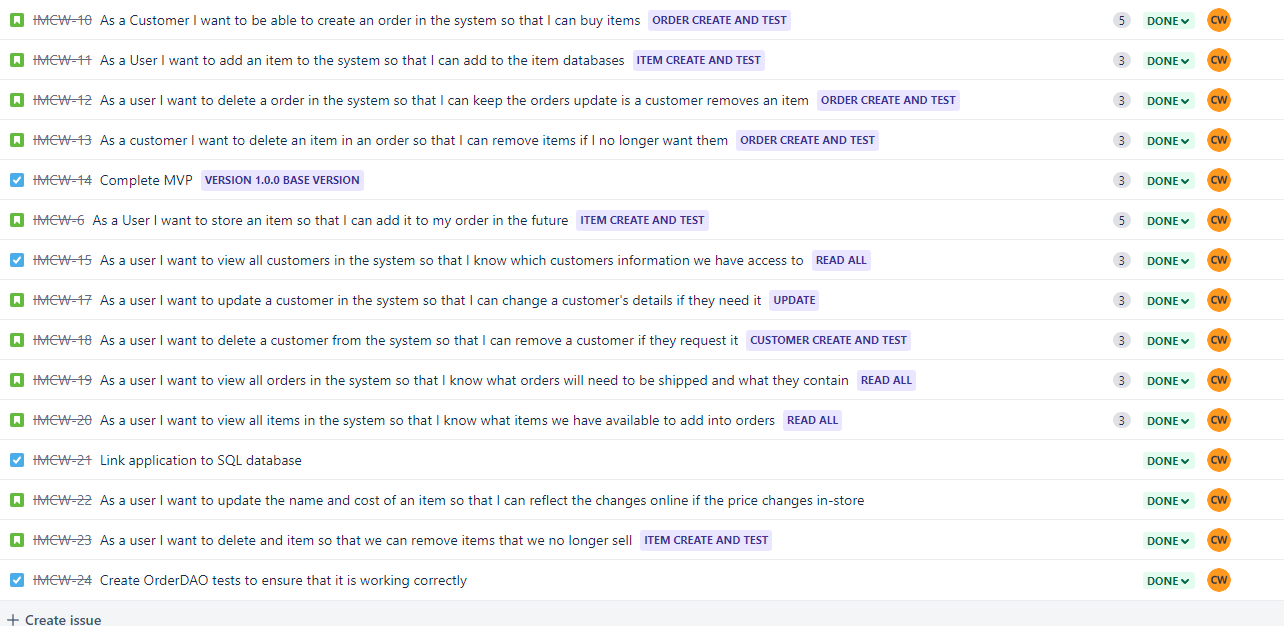 IMCW-10 As a Customer I want to be able to create an order in the system so that I can buy items ORDER CREATE AND TEST 5 DONE CW
IMCW-11 As a User I want to add an item to the system so that I can add to the item databases ITEM CREATE AND TEST 3 DONE CW
IMCW-12 As a user I want to delete a order in the system so that I can keep the orders update is a customer removes an item ORDER CREATE AND TEST 3 DONE CW
IMCW-13 As a customer I want to delete an item in an order so that I can remove items if I no longer want them ORDER CREATE AND TEST 3 DONE CW
IMCW-14 Complete MVP VERSION 1.0.0 BASE VERSION 3 DONE CW
IMCW-6 As a User I want to store an item so that I can add it to my order in the future ITEM CREATE AND TEST 5 DONE CW
IMCW-15 As a user I want to view all customers in the system so that I know which customers information we have access to READ ALL 3 DONE CW
IMCW-17 As a user I want to update a customer in the system so that I can change a customer's details if they need it UPDATE 3 DONE CW
IMCW-18 As a user I want to delete a customer from the system so that I can remove a customer if they request it CUSTOMER CREATE AND TEST 3 DONE CW
IMCW-19 As a user I want to view all orders in the system so that I know what orders will need to be shipped and what they contain READ ALL 3 DONE CW
IMCW-20 As a user I want to view all items in the system so that I know what items we have available to add into orders READ ALL 3 DONE CW
IMCW-21 Link application to SQL database DONE CW
IMCW-22 As a user I want to update the name and cost of an item so that I can reflect the changes online if the price changes in-store DONE CW
IMCW-23 As a user I want to delete and item so that we can remove items that we no longer sell ITEM CREATE AND TEST DONE CW
IMCW-24 Create OrderDAO tests to ensure that it is working correctly DONE CW
+ Create issue